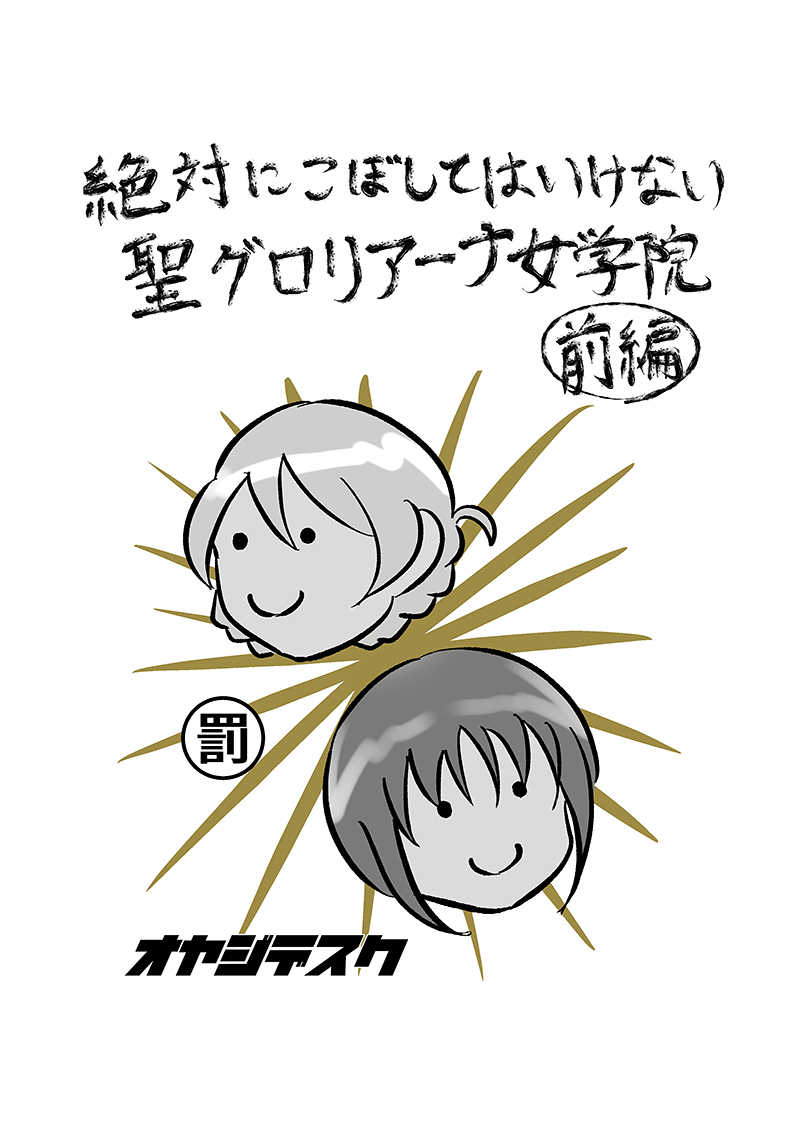 絶対にこぼしてはいけない
聖グロリアーナ女学院
前編
罰
オヤジデスク